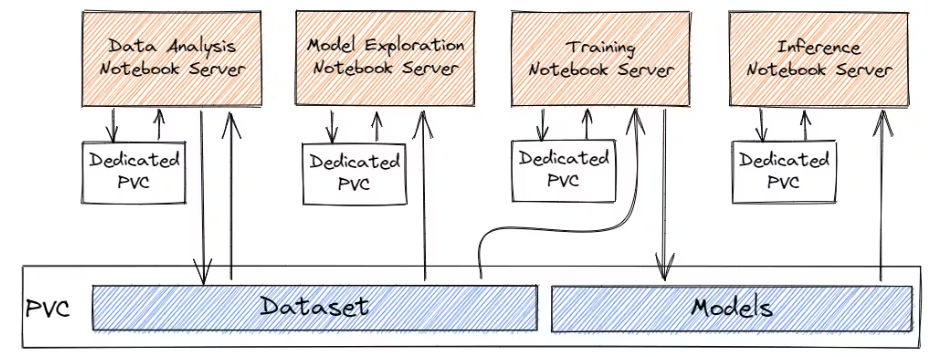 Data Analysis
Notebook Server
Model Exploration
Notebook Server
Training
Notebook Server
Inference
Notebook Server
Dedicated
PVC
Dedicated
PVC
Dedicated
PVC
Dedicated
PVC
PVC
Dataset
Models